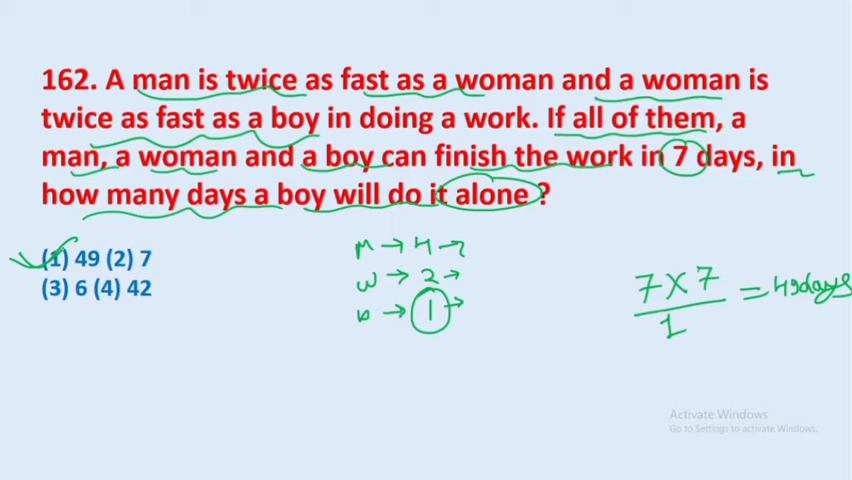 162. A man is twice as fast as a woman and a woman is
twice as fast as a boy in doing a work. If all of them, a
man, a woman and a boy can finish the work in 7 days, in
how many days a boy will do it alone ?
(1) 49 (2) 7
(3) 6 (4) 42
M → 4 →
W → 2 →
b → 1 →
7 X 7
1
= 49 days
Activate Windows
Go to Settings to activate Windows.